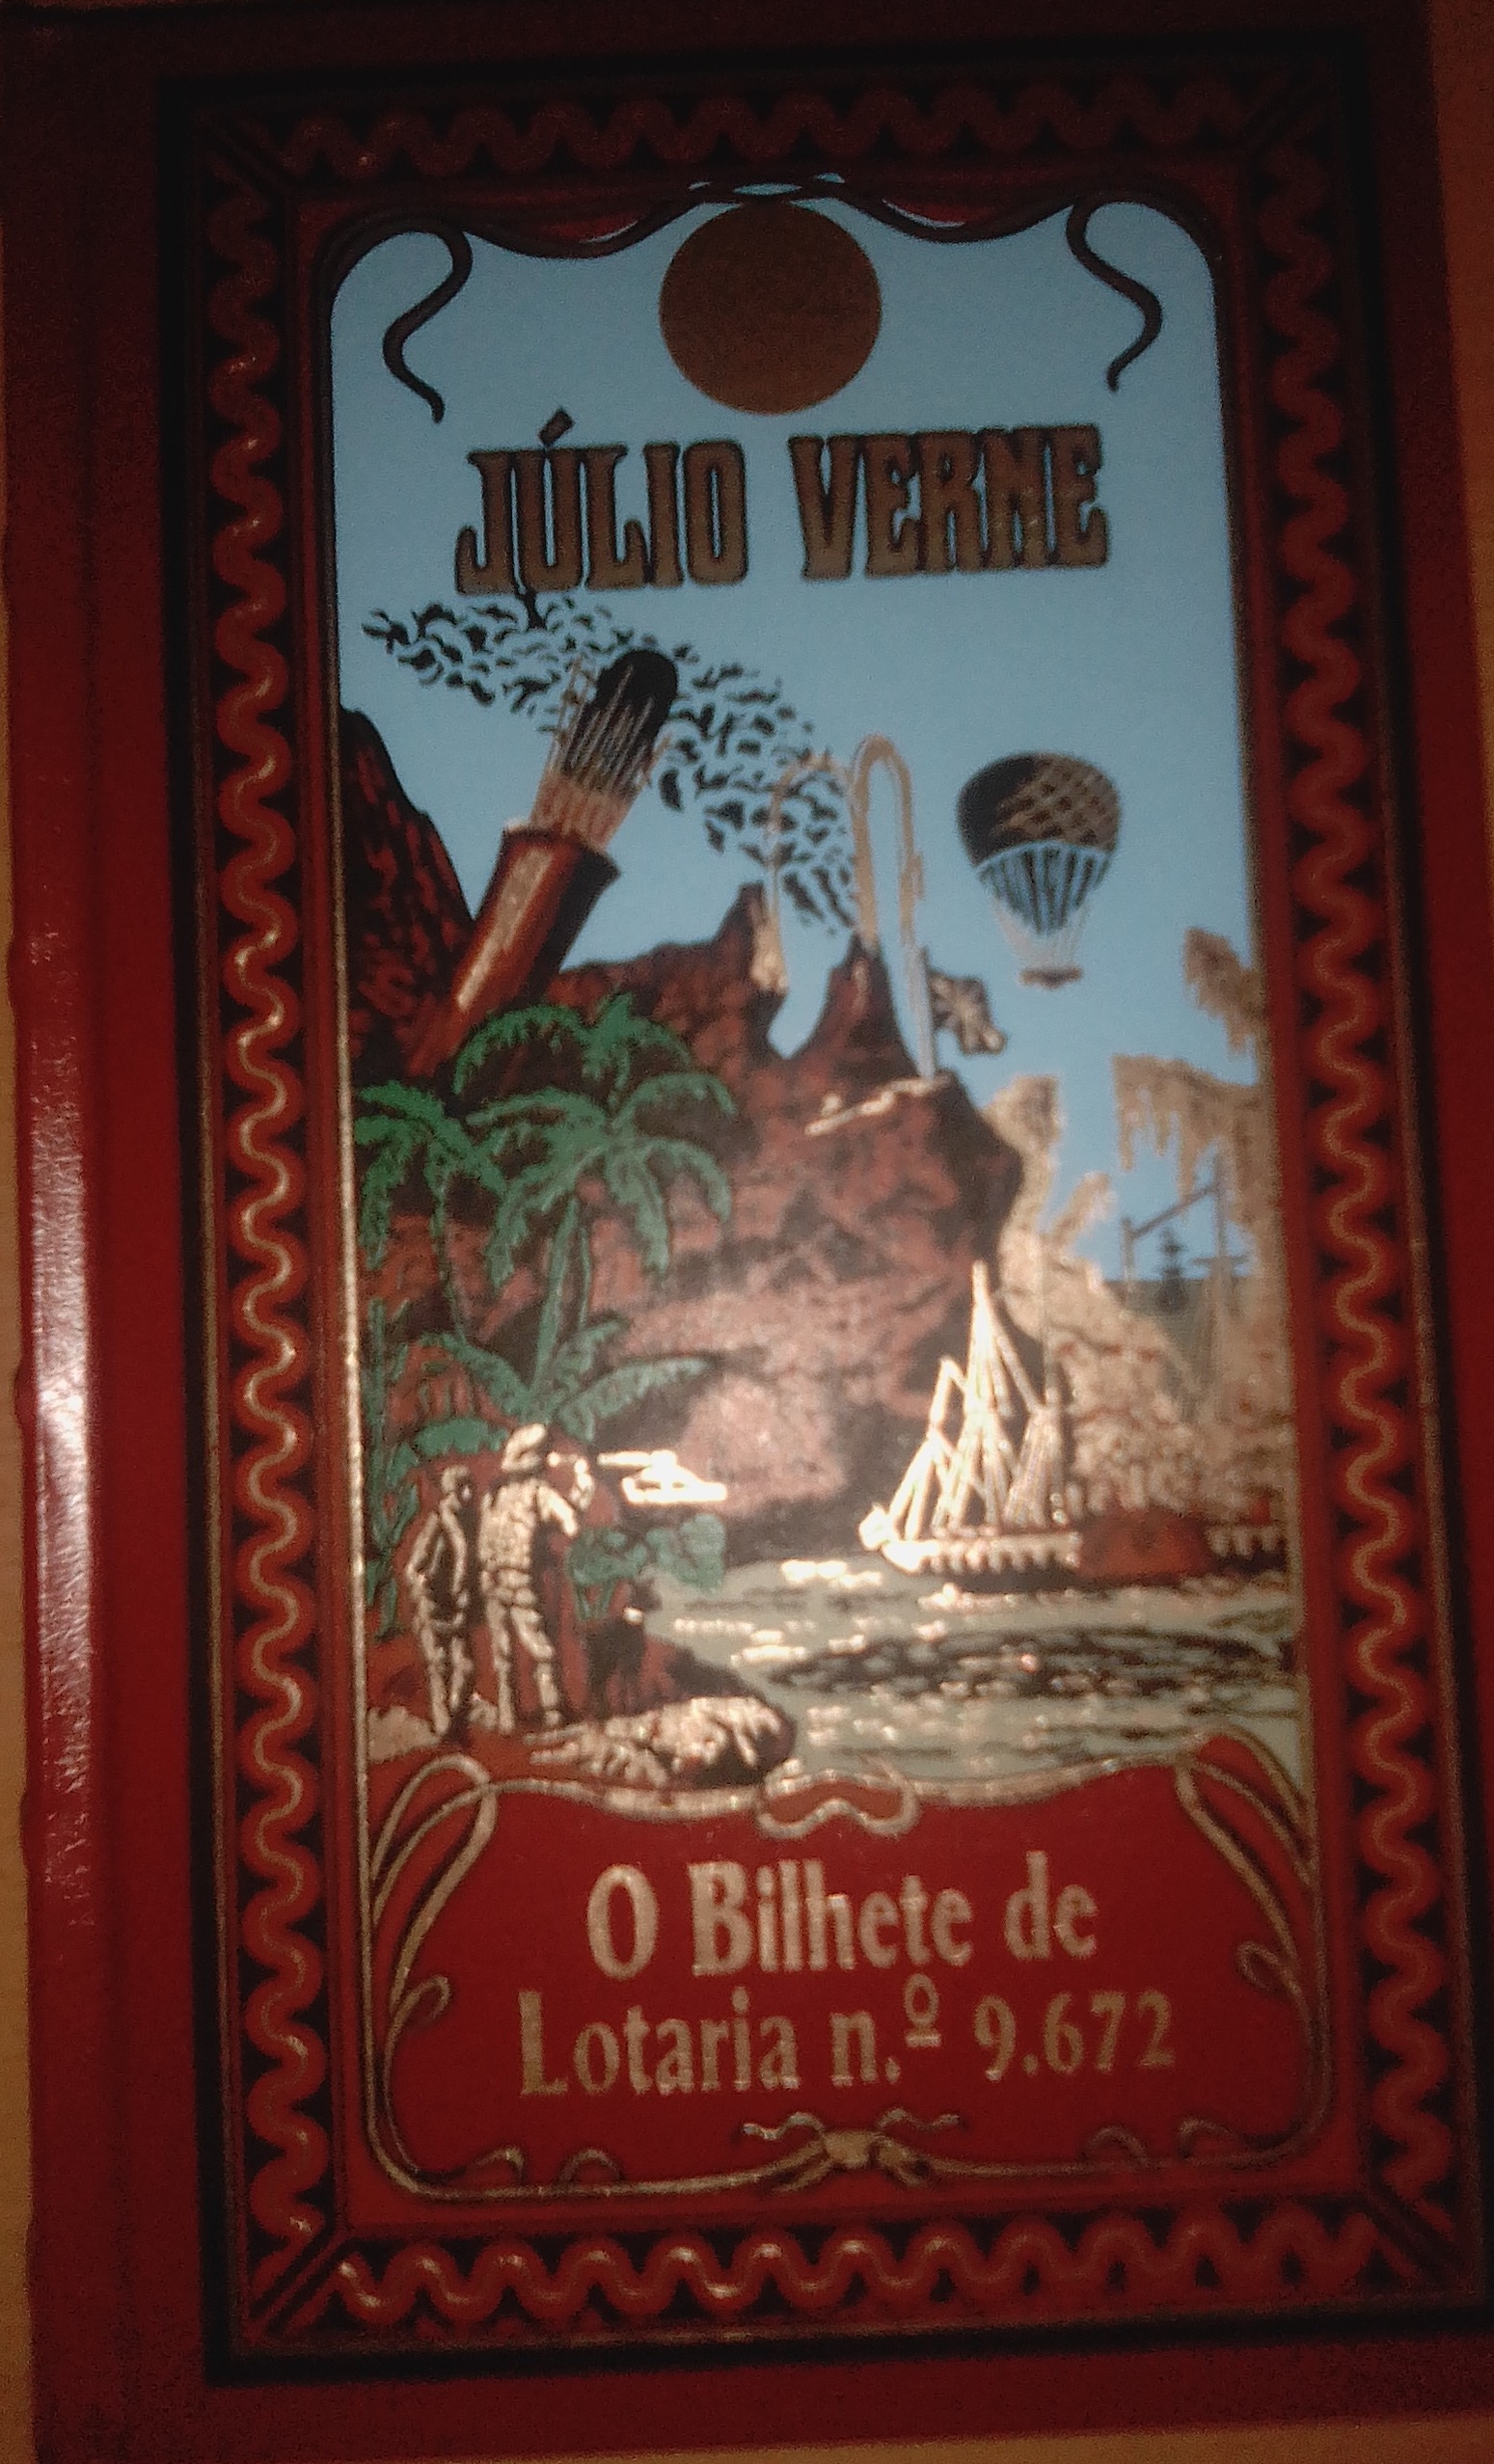 JÚLIO VERNE
O Bilhete de
Lotaria n.º 9.672